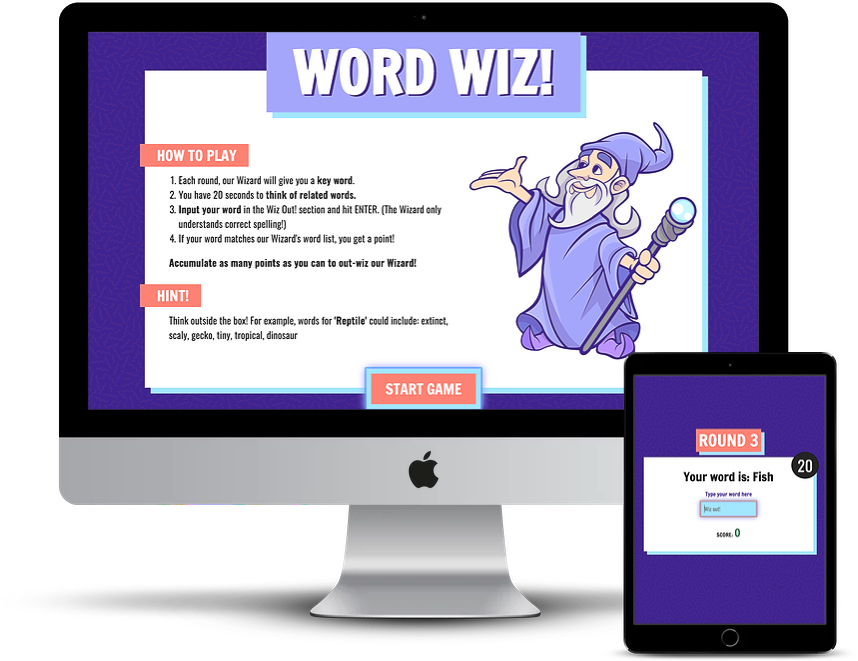 WORD WIZ!
HOW TO PLAY
1. Each round, our Wizard will give you a key word.
2. You have 20 seconds to think of related words.
3. Input your word in the Wiz Out! section and hit ENTER. (The Wizard only
understands correct spelling!)
4. If your word matches our Wizard's word list, you get a point!
Accumulate as many points as you can to out-wiz our Wizard!
HINT!
Think outside the box! For example, words for 'Reptile' could include: extinct,
scaly, gecko, tiny, tropical, dinosaur
START GAME
ROUND 3
20
Your word is: Fish
Type your word here
Wiz out!
SCORE: 0